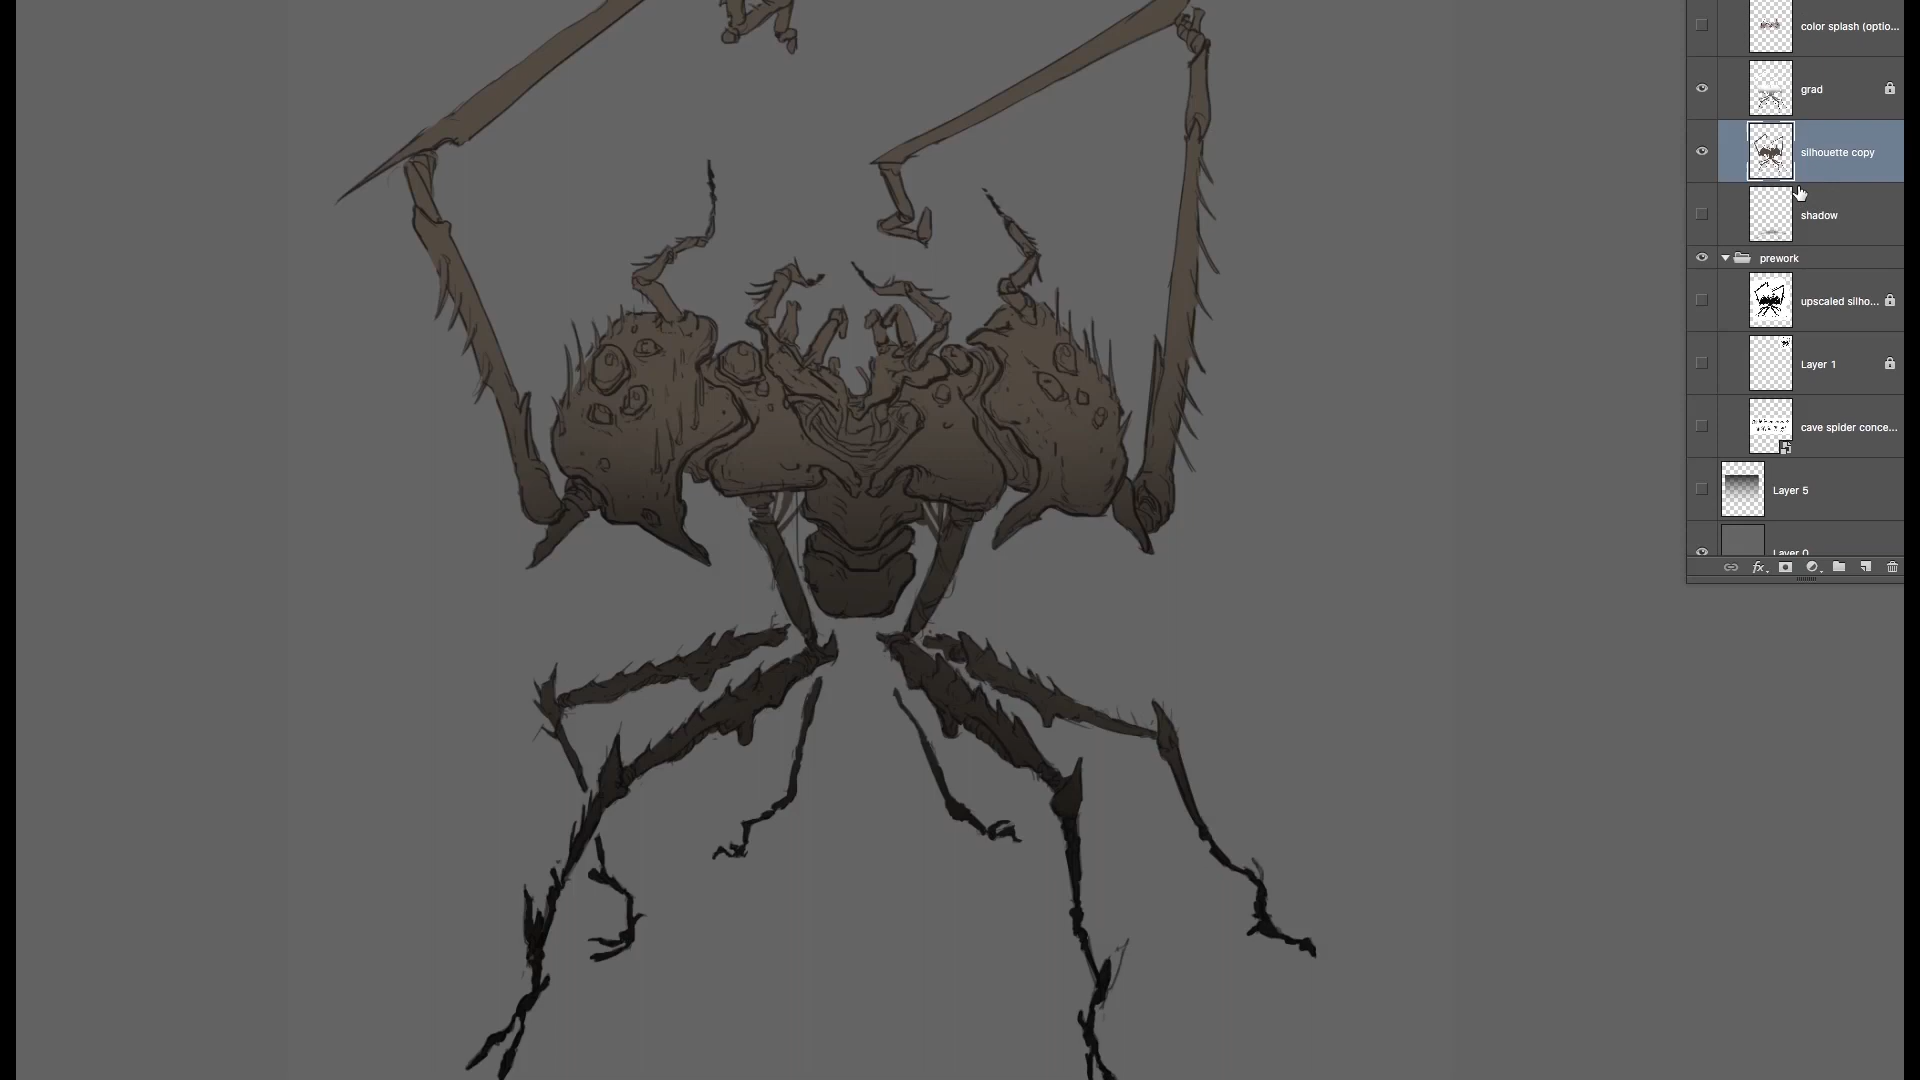 color splash (optio...
grad
silhouette copy
shadow
prework
upscaled silho...
Layer 1
cave spider conce...
Layer 5
Layer 0
fx